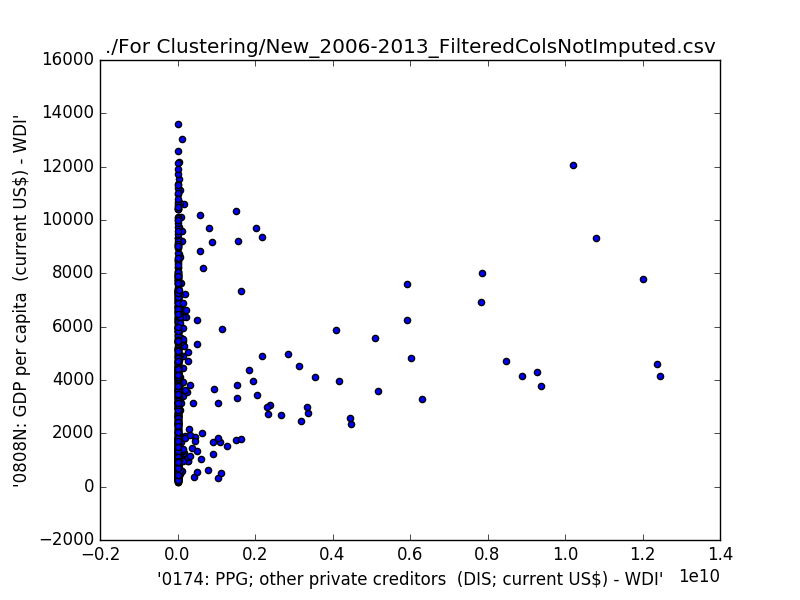 ./For Clustering/New_2006-2013_FilteredColsNotImputed.csv
16000
14000
12000
10000
8000
6000
4000
2000
0
−2000
'0808N: GDP per capita  (current US$) - WDI'
−0.2 0.0 0.2 0.4 0.6 0.8 1.0 1.2 1.4
1e10
'0174: PPG; other private creditors  (DIS; current US$) - WDI'